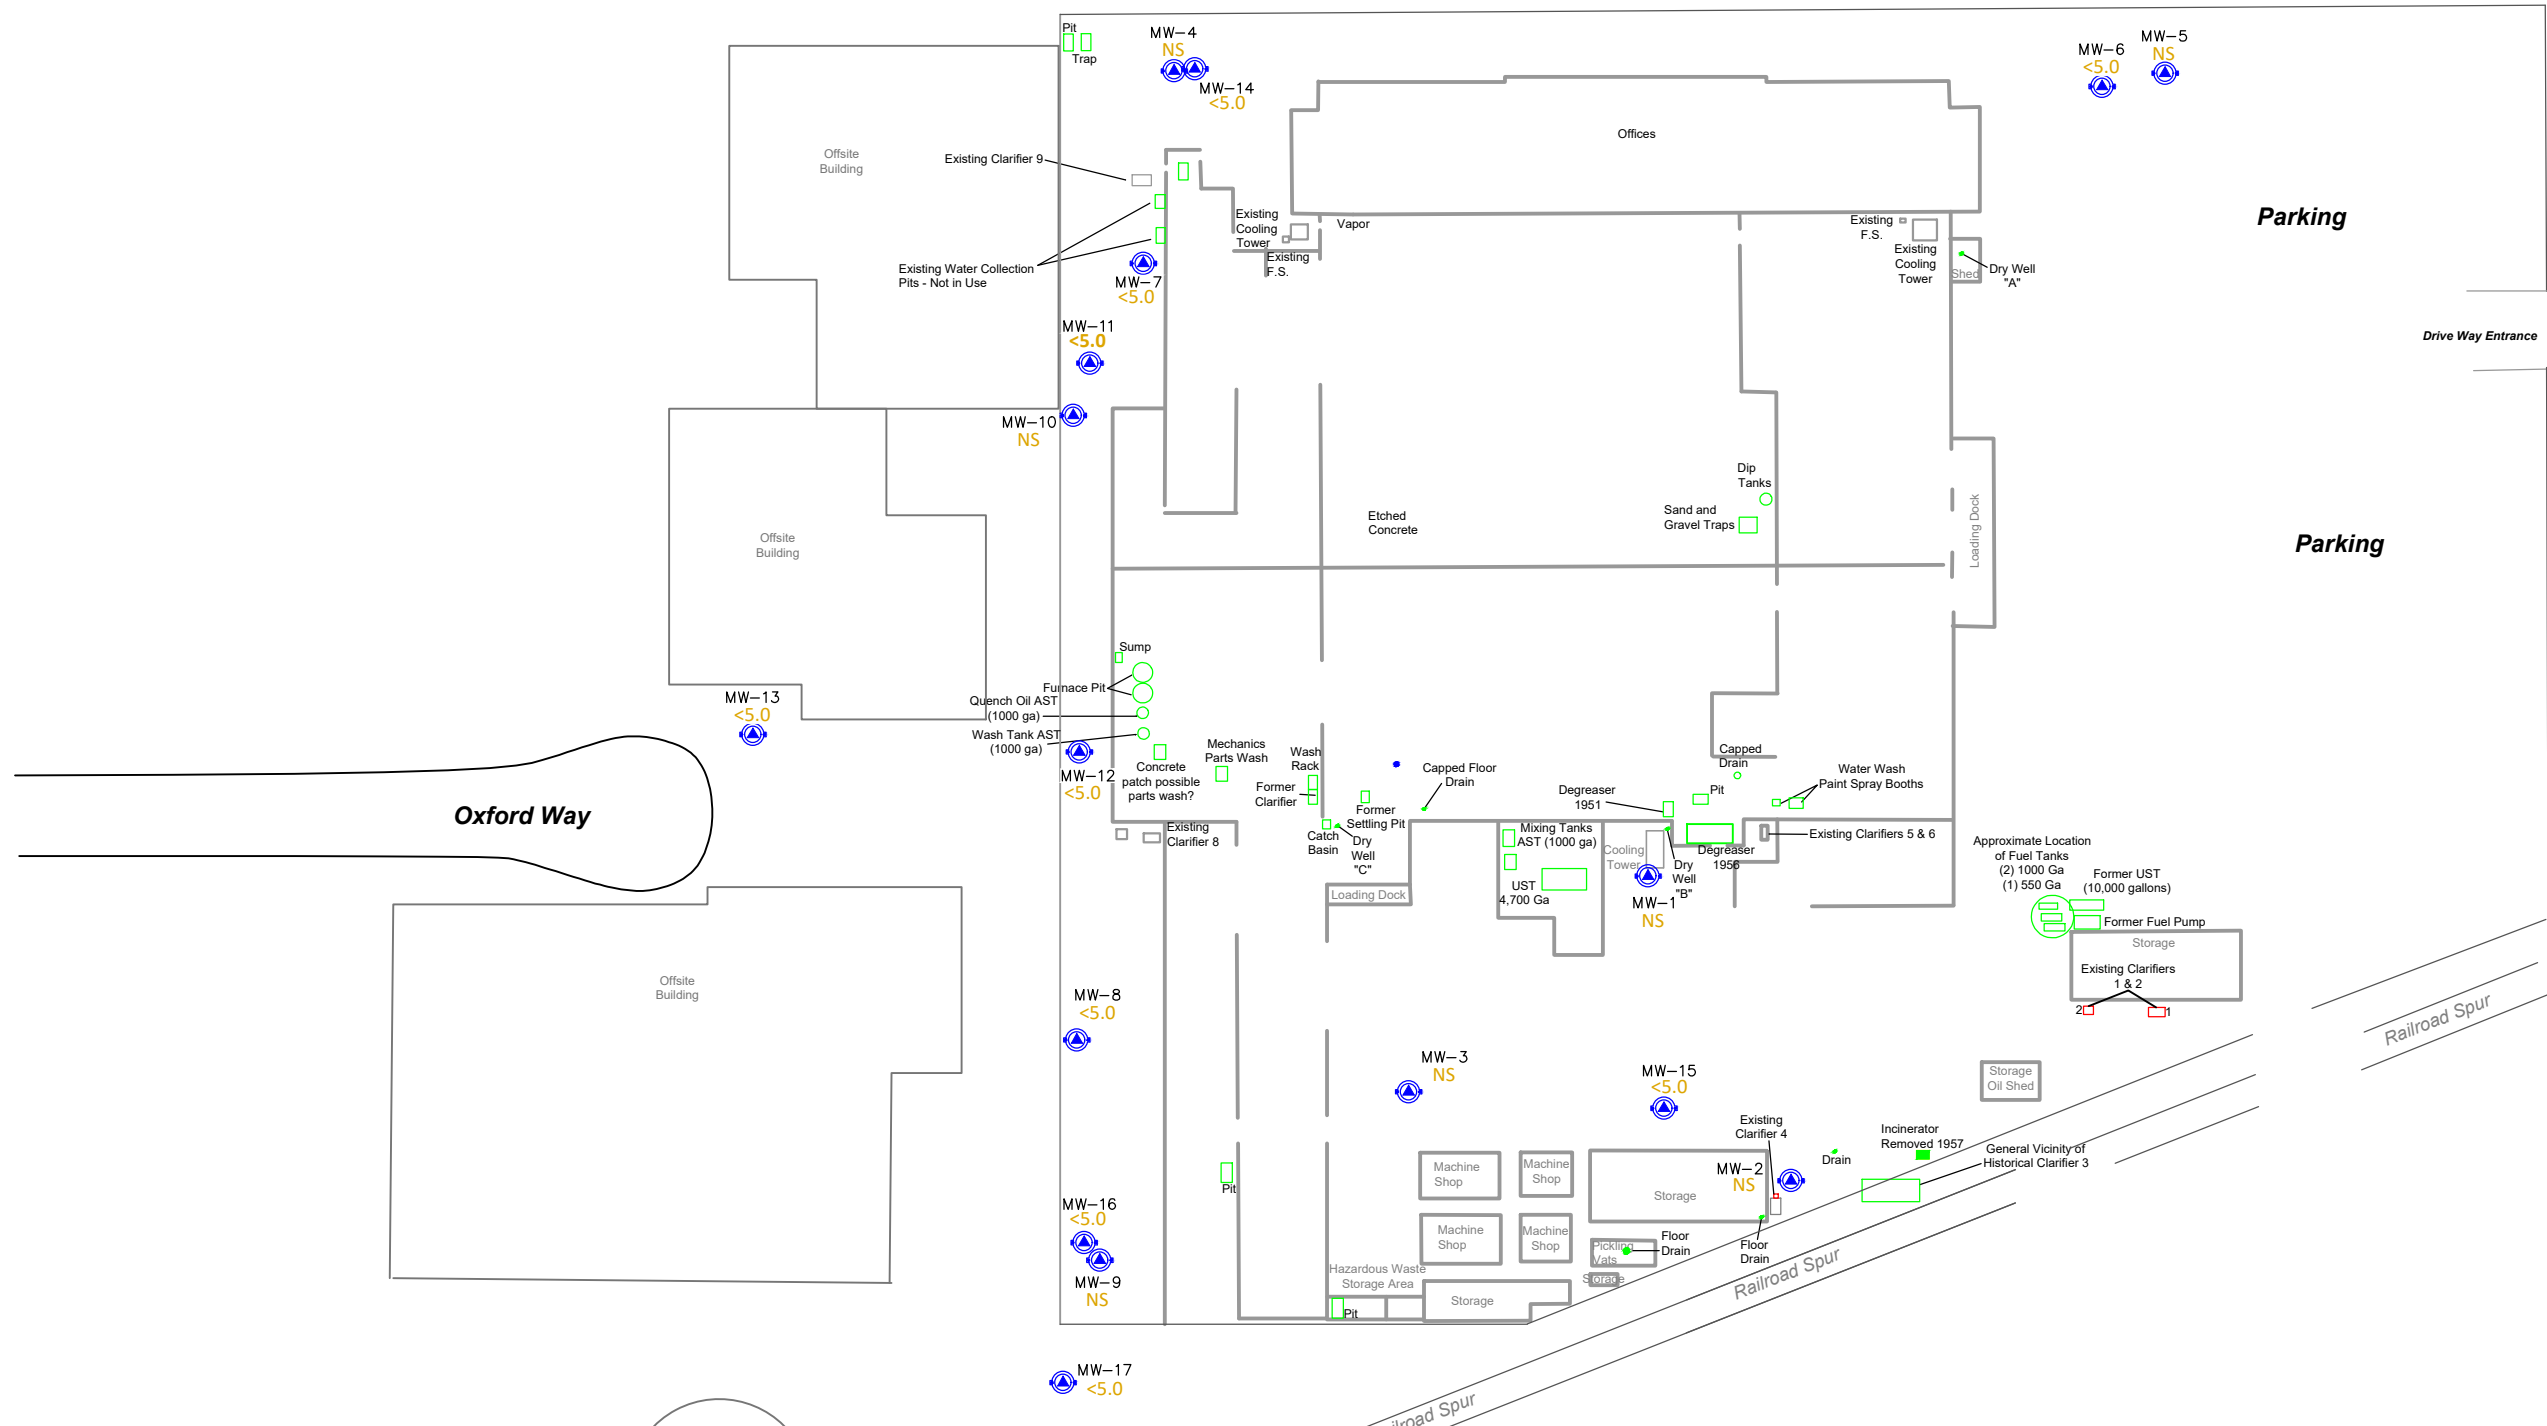 Pit
Trap
MW-4
NS
MW-14
<5.0
MW-6
<5.0
MW-5
NS
Offices
Offsite
Building
Existing Clarifier 9
Parking
Existing
Cooling
Tower
Vapor
Existing
F.S.
Existing
F.S.
Existing
Cooling
Tower
Shed
Dry Well
"A"
Existing Water Collection
Pits - Not in Use
MW-7
<5.0
MW-11
<5.0
Drive Way Entrance
MW-10
NS
Dip
Tanks
Sand and
Gravel Traps
Etched
Concrete
Loading Dock
Parking
Offsite
Building
Sump
Furnace Pit
Quench Oil AST
(1000 ga)
Wash Tank AST
(1000 ga)
MW-13
<5.0
MW-12
<5.0
Concrete
patch possible
parts wash?
Mechanics
Parts Wash
Wash
Rack
Former
Clarifier
Former
Settling Pit
Capped Floor
Drain
Capped
Drain
Degreaser
1951
Pit
Water Wash
Paint Spray Booths
Oxford Way
Existing
Clarifier 8
Catch
Basin
Dry
Well
"C"
Mixing Tanks
AST (1000 ga)
Cooling
Tower
Degreaser
1956
Dry
Well
"B"
Existing Clarifiers 5 & 6
UST
4,700 Ga
Loading Dock
MW-1
NS
Approximate Location
of Fuel Tanks
(2) 1000 Ga
(1) 550 Ga
Former UST
(10,000 gallons)
Former Fuel Pump
Storage
Existing Clarifiers
1 & 2
2
1
Railroad Spur
Offsite
Building
MW-8
<5.0
MW-3
NS
MW-15
<5.0
Storage
Oil Shed
Existing
Clarifier 4
Incinerator
Removed 1957
General Vicinity of
Historical Clarifier 3
Drain
MW-2
NS
Machine
Shop
Machine
Shop
Storage
Pit
MW-16
<5.0
Machine
Shop
Machine
Shop
Pickling
Vats
Floor
Drain
Floor
Drain
Storage
Railroad Spur
Hazardous Waste
Storage Area
MW-9
NS
Storage
Pit
MW-17
<5.0
Spur